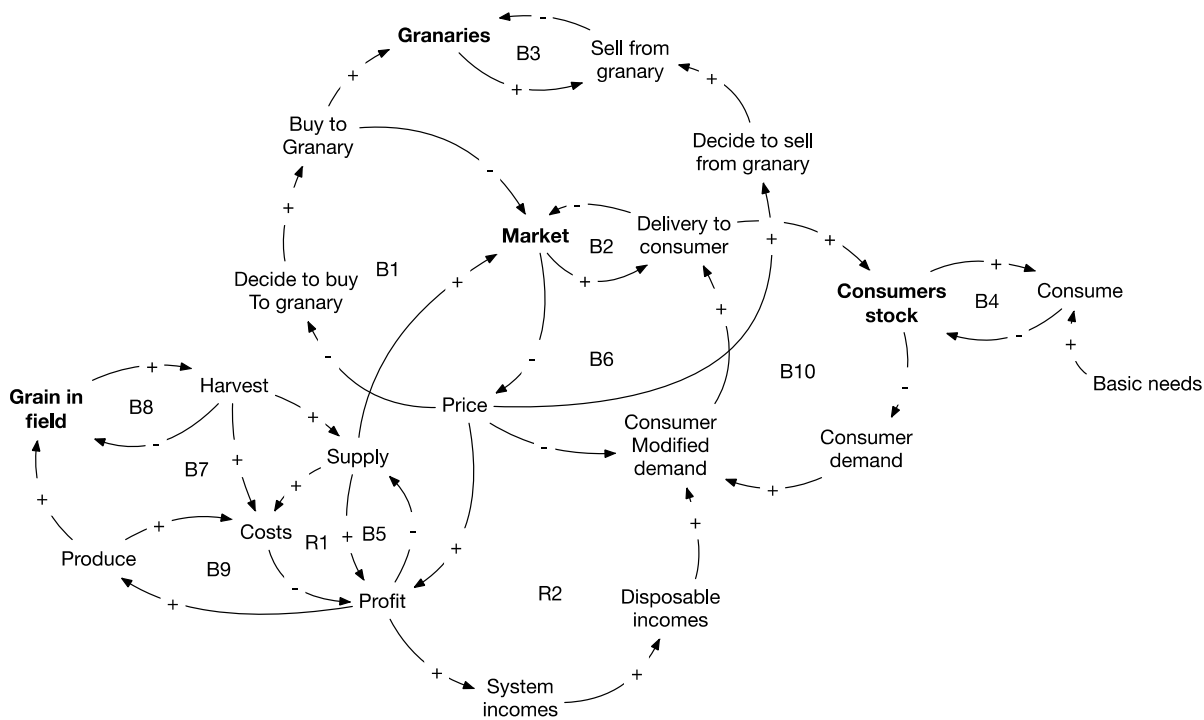 Granaries
B3
Sell from
granary
-
+
+
+
Buy to
Granary
Decide to sell
from granary
-
+
-
Market
B2
Delivery to
consumer
+
+
+
Decide to buy
To granary
B1
+
+
Consumers
stock
B4
Consume
+
-
-
-
B6
B10
-
+
Basic needs
Grain in
field
+
B8
-
Harvest
Price
Consumer
Modified
demand
Consumer
demand
+
-
+
B7
+
Supply
+
+
Costs
R1
+
B5
-
+
+
Produce
+
B9
-
+
Profit
R2
Disposable
incomes
+
+
System
incomes
+